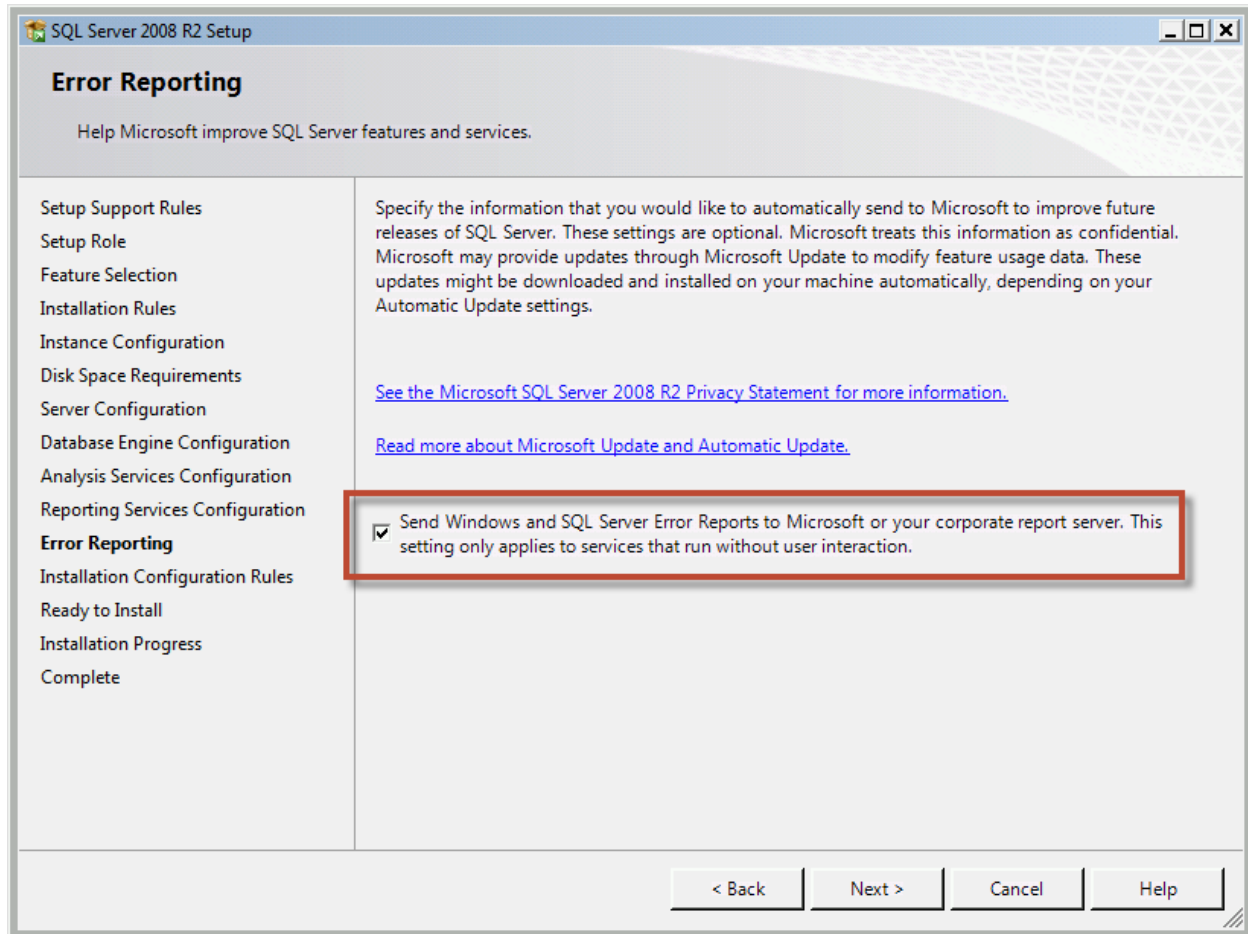 SQL Server 2008 R2 Setup
Error Reporting
Help Microsoft improve SQL Server features and services.
Setup Support Rules
Setup Role
Feature Selection
Installation Rules
Instance Configuration
Disk Space Requirements
Server Configuration
Database Engine Configuration
Analysis Services Configuration
Reporting Services Configuration
Error Reporting
Installation Configuration Rules
Ready to Install
Installation Progress
Complete
Specify the information that you would like to automatically send to Microsoft to improve future
releases of SQL Server. These settings are optional. Microsoft treats this information as confidential.
Microsoft may provide updates through Microsoft Update to modify feature usage data. These
updates might be downloaded and installed on your machine automatically, depending on your
Automatic Update settings.
See the Microsoft SQL Server 2008 R2 Privacy Statement for more information.
Read more about Microsoft Update and Automatic Update.
Send Windows and SQL Server Error Reports to Microsoft or your corporate report server. This
setting only applies to services that run without user interaction.
< Back
Next >
Cancel
Help